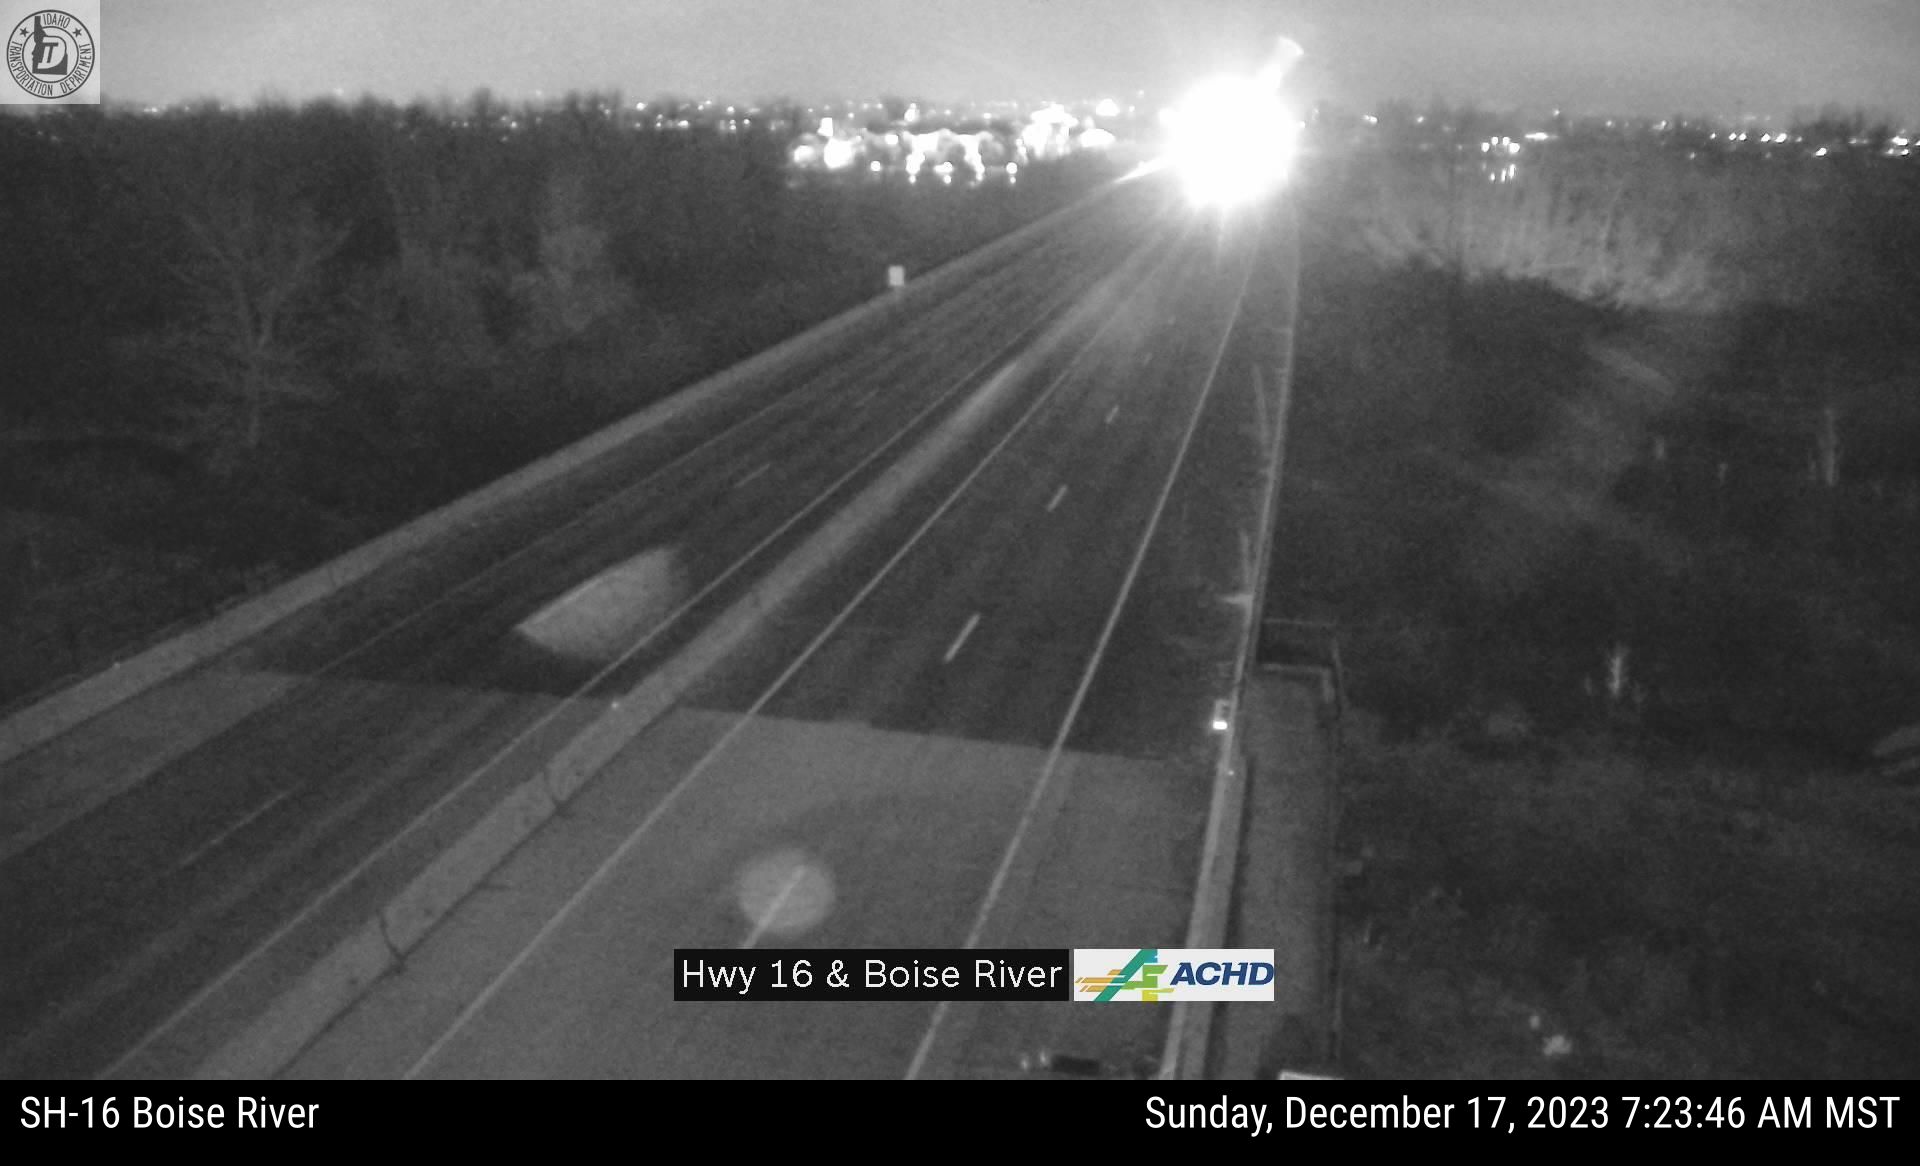 IDAHO
TRANSPORTATION DEPARTMENT
IT
Hwy 16 & Boise River
ACHD
SH-16 Boise River
Sunday, December 17, 2023 7:23:46 AM MST